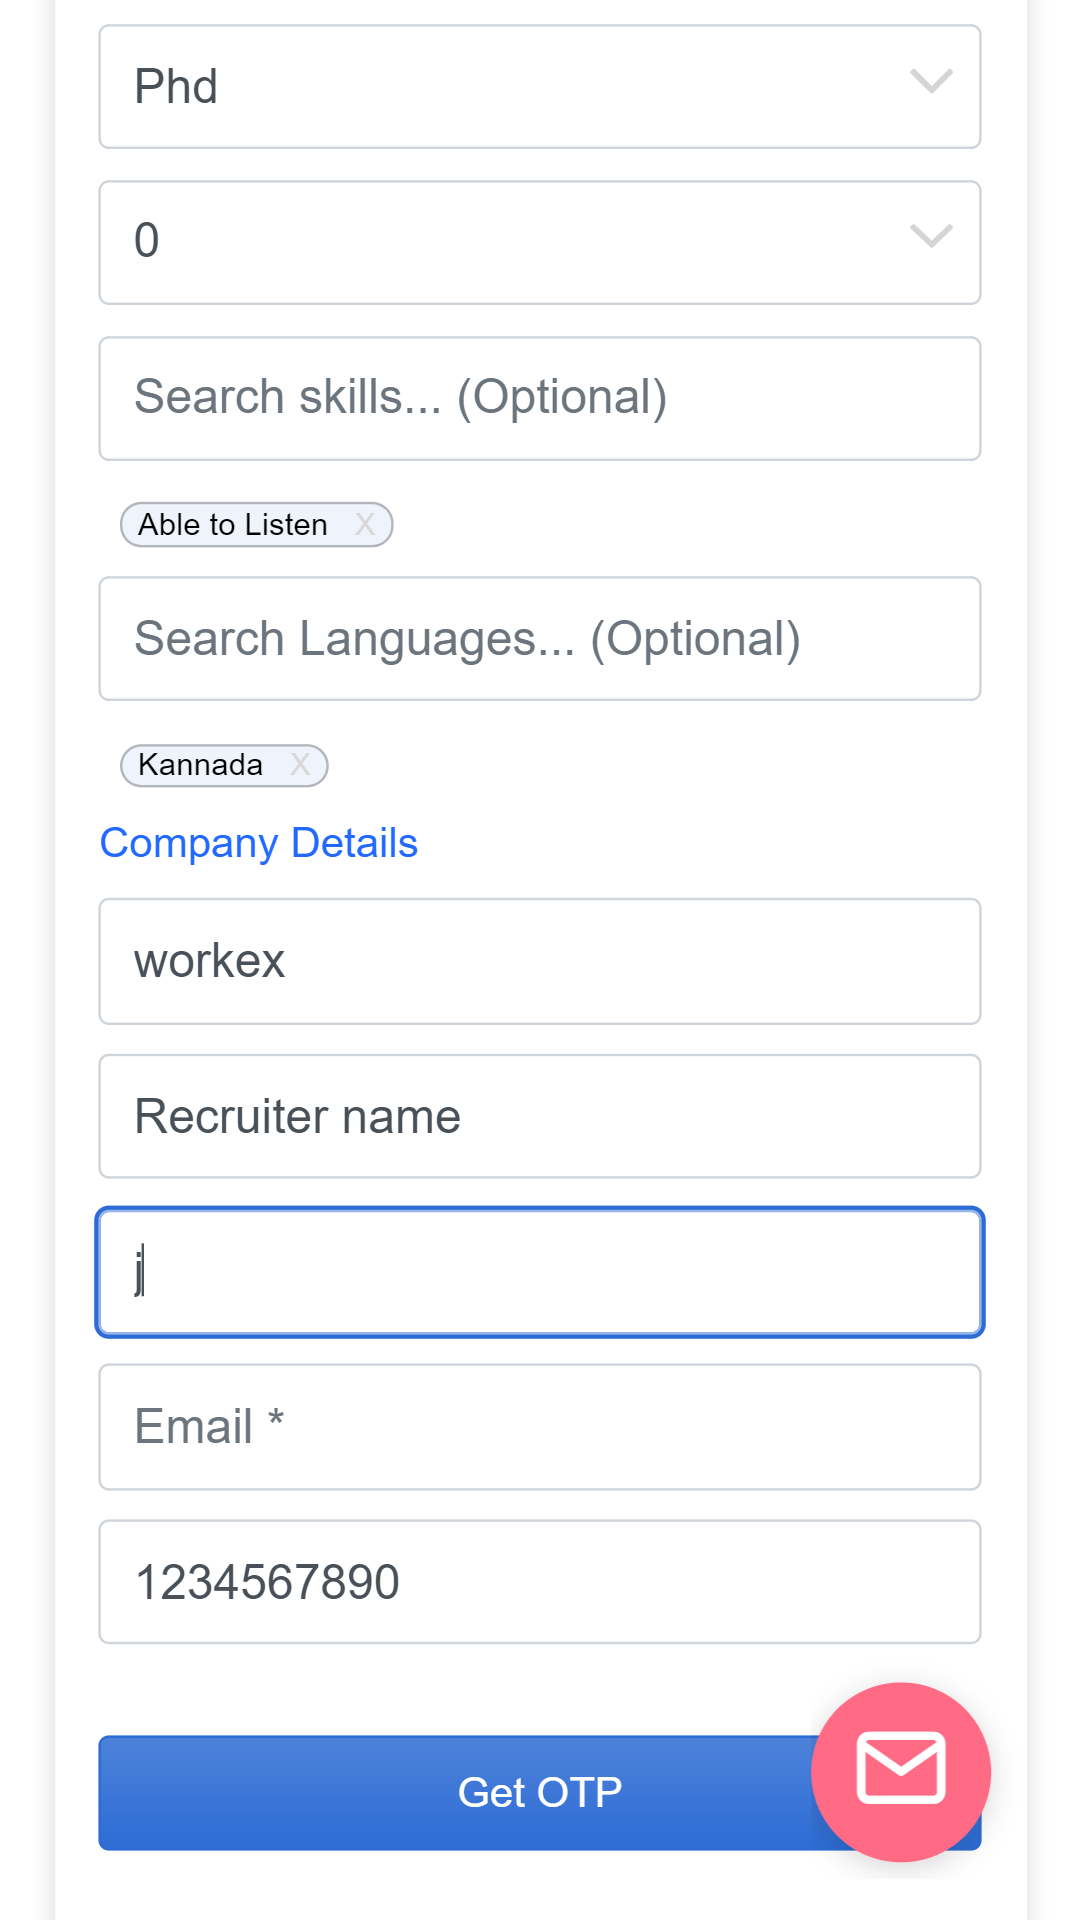 Phd
0
Search skills... (Optional)
Able to Listen X
Search Languages... (Optional)
Kannada X
Company Details
workex
Recruiter name
j
Email *
1234567890
Get OTP